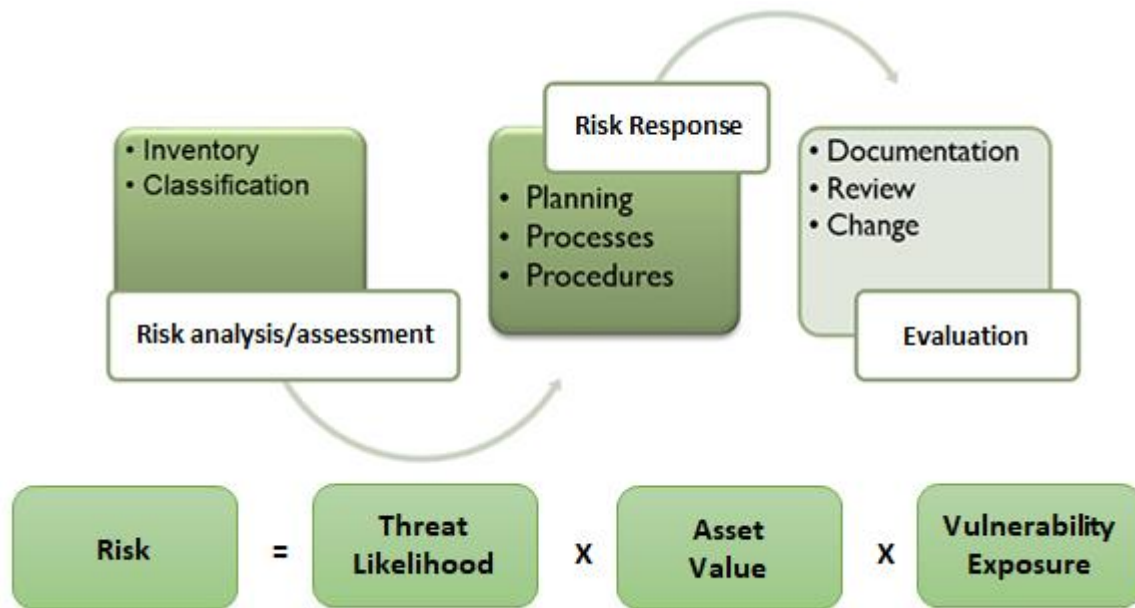 • Inventory
• Classification
Risk analysis/assessment
Risk Response
• Planning
• Processes
• Procedures
• Documentation
• Review
• Change
Evaluation
Risk = Threat Likelihood X Asset Value X Vulnerability Exposure